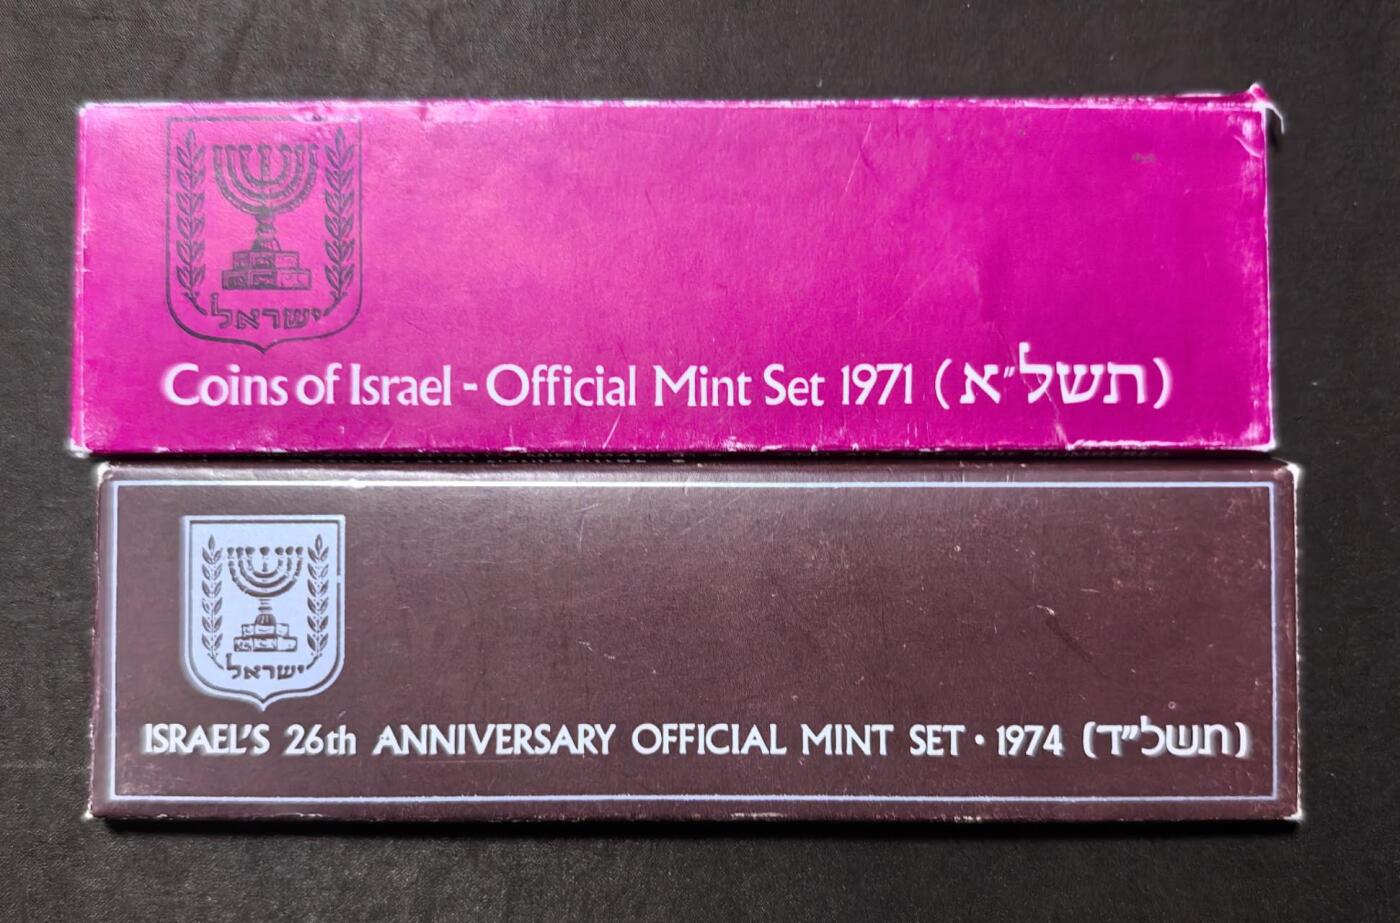 ישראל
Coins of Israel - Official Mint Set 1971 (תשל"א)
ישראל
ISRAEL'S 26th ANNIVERSARY OFFICIAL MINT SET • 1974 (תשל"ד)